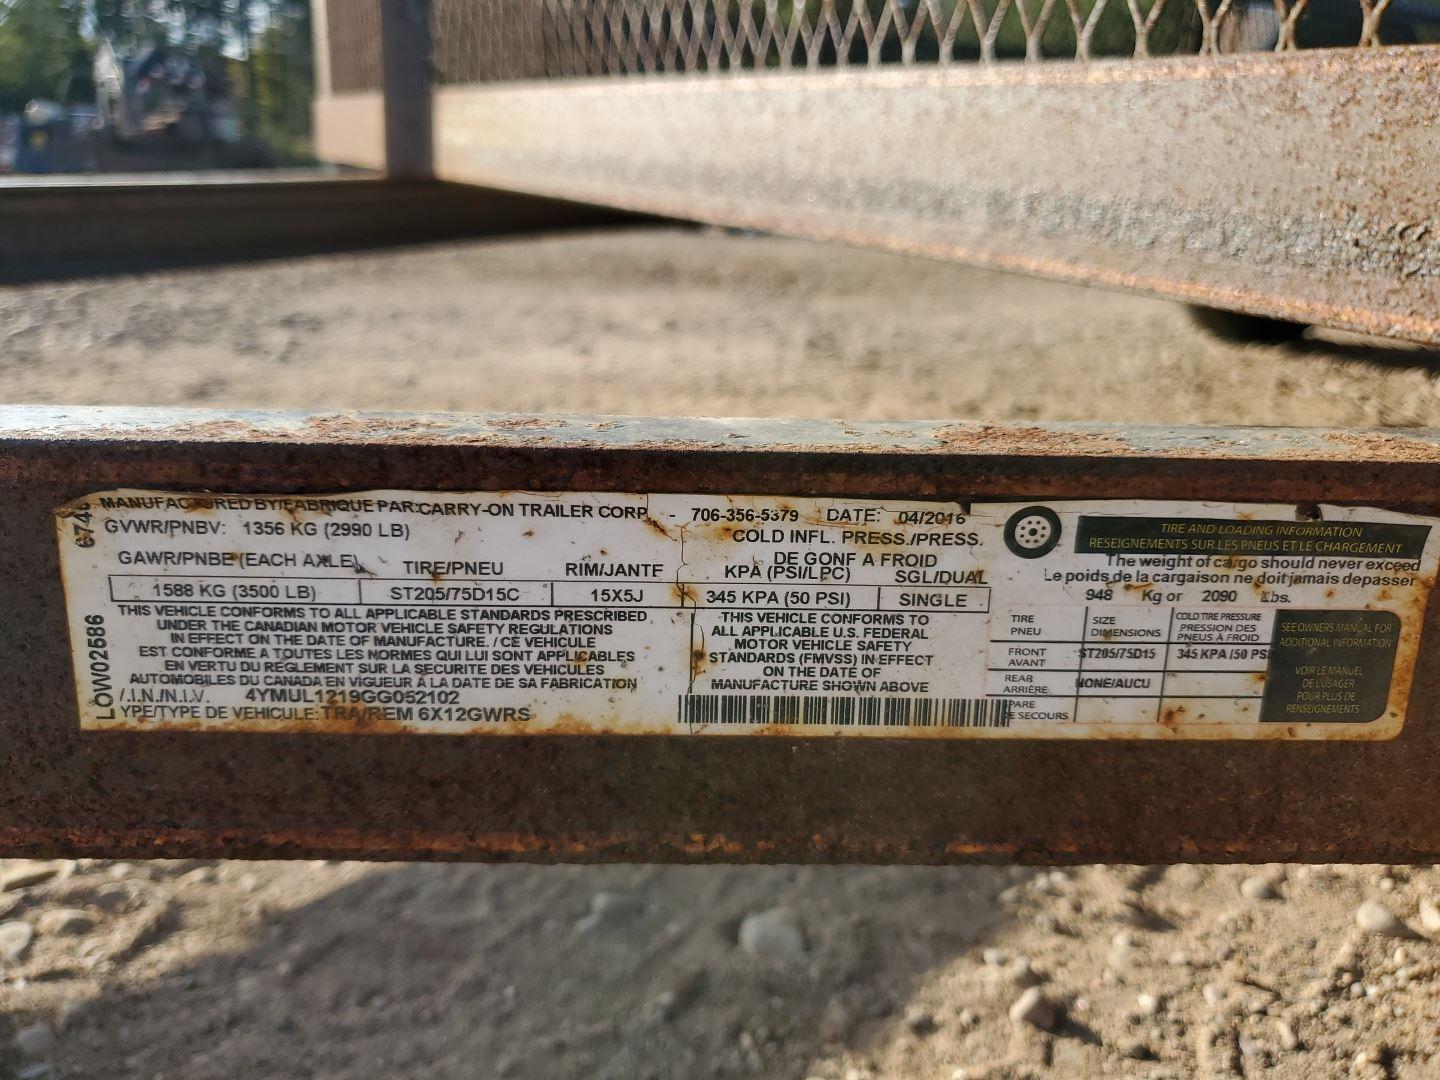 MANUFACTURED BY/FABRIQUE PAR: CARRY-ON TRAILER CORP. - 706-356-5379 DATE: 04/2016
GVWR/PNBV: 1356 KG (2990 LB)
COLD INFL. PRESS./PRESS.
DE GONF A FROID
GAWR/PNBE (EACH AXLE) TIRE/PNEU RIM/JANTE KPA (PSI/LPC) SGL/DUAL
1588 KG (3500 LB) ST205/75D15C 15X5J 345 KPA (50 PSI) SINGLE
THIS VEHICLE CONFORMS TO ALL APPLICABLE STANDARDS PRESCRIBED
UNDER THE CANADIAN MOTOR VEHICLE SAFETY REGULATIONS
IN EFFECT ON THE DATE OF MANUFACTURE. / CE VEHICULE
EST CONFORME A TOUTES LES NORMES QUI LUI SONT APPLICABLES
EN VERTU DU REGLEMENT SUR LA SECURITE DES VEHICULES
AUTOMOBILES DU CANADA EN VIGUEUR A LA DATE DE SA FABRICATION
/.I.N./N.I.V. 4YMUL1219GG052102
YPE/TYPE DE VEHICULE: TRA/REM 6X12GWRS
THIS VEHICLE CONFORMS TO
ALL APPLICABLE U.S. FEDERAL
MOTOR VEHICLE SAFETY
STANDARDS (FMVSS) IN EFFECT
ON THE DATE OF
MANUFACTURE SHOWN ABOVE
LOW02586
TIRE AND LOADING INFORMATION
RESEIGNEMENTS SUR LES PNEUS ET LE CHARGEMENT
The weight of cargo should never exceed
Le poids de la cargaison ne doit jamais depasser
948 Kg or 2090 Lbs.
TIRE SIZE COLD TIRE PRESSURE
PNEU DIMENSIONS PRESSION DES
PNEUS À FROID
FRONT
AVANT ST205/75D15 345 KPA (50 PSI
REAR
ARRIÈRE NONE/AUCU
SPARE
DE SECOURS
SEE OWNERS MANUAL FOR
ADDITIONAL INFORMATION
VOIR LE MANUEL
DE L'USAGER
POUR PLUS DE
RENSEIGNEMENTS